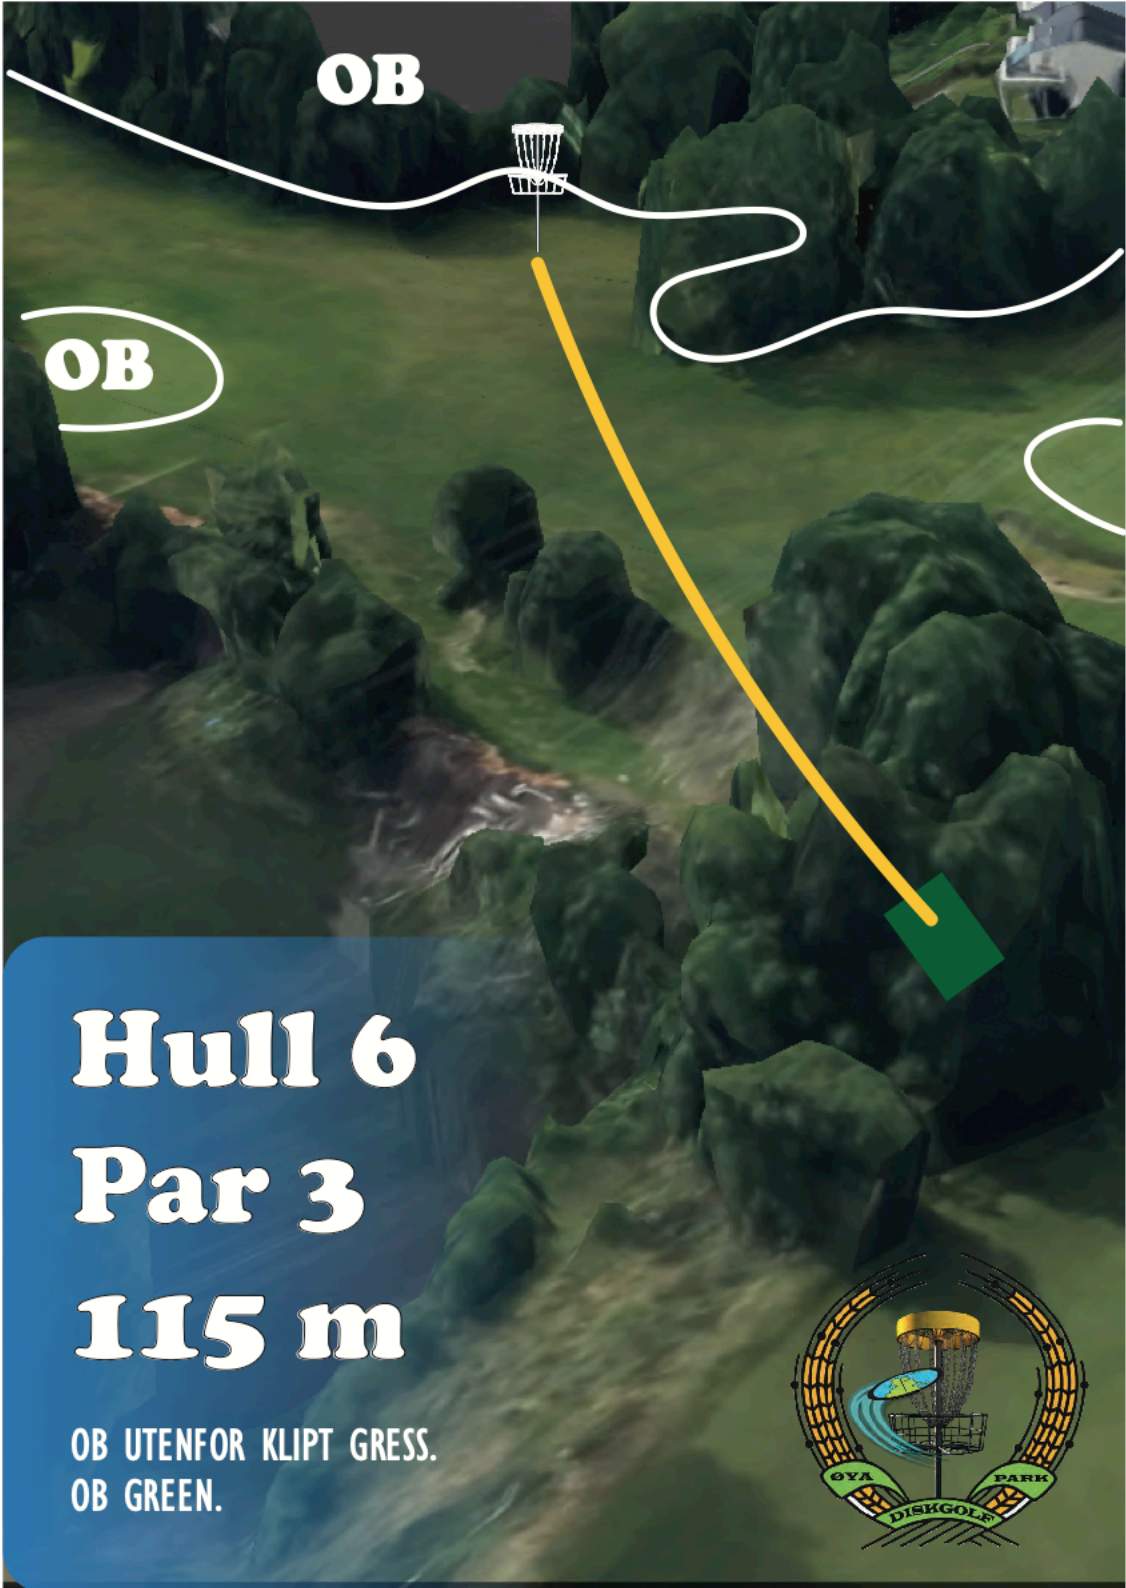 OB
OB
Hull 6
Par 3
115 m
OB UTENFOR KLIPT GRESS.
OB GREEN.
ØYA PARK
DISKGOLF